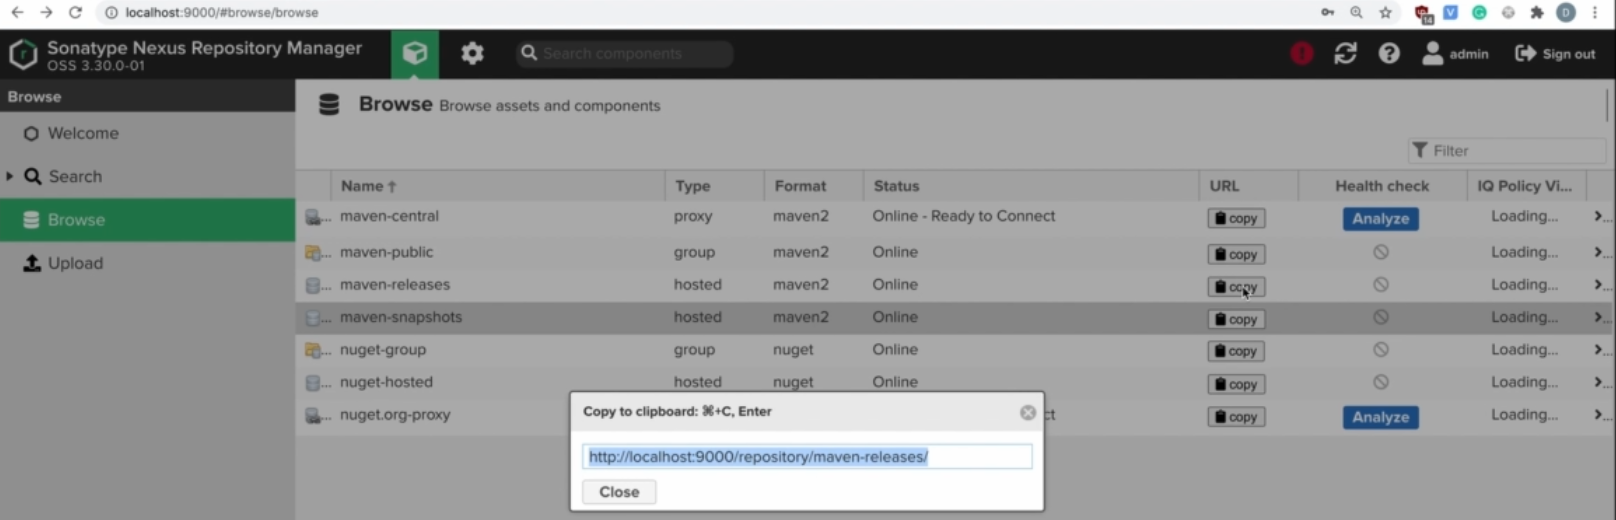 localhost:9000/#browse/browse
14
V
D
Sonatype Nexus Repository Manager
OSS 3.30.0-01
Search components
admin
Sign out
Browse
Welcome
Search
Browse
Upload
Browse Browse assets and components
Filter
Name Type Format Status URL Health check IQ Policy Vi...
... maven-central proxy maven2 Online - Ready to Connect copy Analyze Loading... ...
... maven-public group maven2 Online copy Loading... ...
... maven-releases hosted maven2 Online copy Loading... ...
... maven-snapshots hosted maven2 Online copy Loading... ...
... nuget-group group nuget Online copy Loading... ...
... nuget-hosted hosted nuget Online copy Loading... ...
... nuget.org-proxy ct copy Analyze Loading... ...
Copy to clipboard: ⌘+C, Enter
http://localhost:9000/repository/maven-releases/
Close